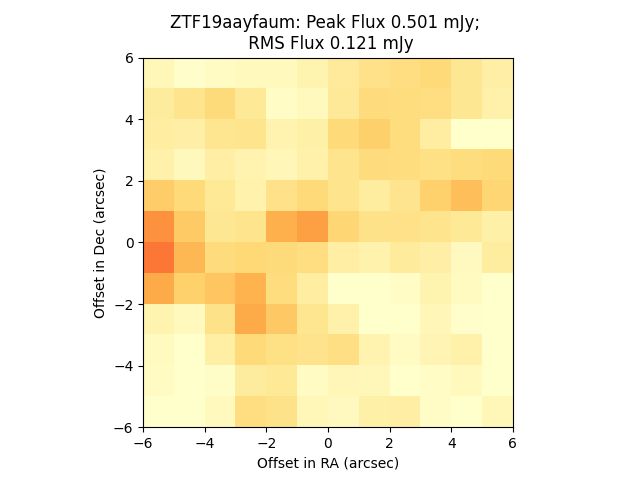 ZTF19aayfaum: Peak Flux 0.501 mJy;
RMS Flux 0.121 mJy
6
4
2
0
−2
−4
−6
Offset in Dec (arcsec)
−6 −4 −2 0 2 4 6
Offset in RA (arcsec)